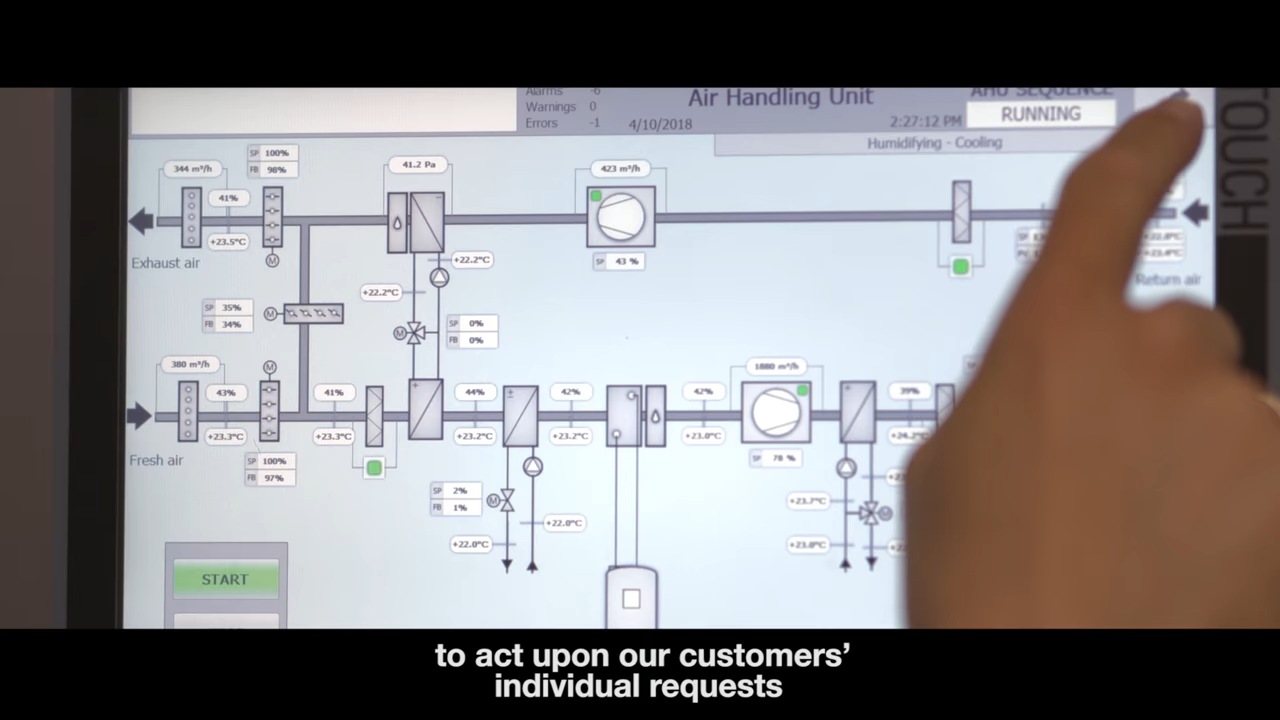 Alarms -6
Warnings 0
Errors -1
Air Handling Unit
4/10/2018
2:27:12 PM
AHU SEQUENCE
RUNNING
Humidifying - Cooling
TOUCH
344 m³/h
SP 100%
FB 98%
41.2 Pa
423 m³/h
41%
+23.5°C
M
Exhaust air
+22.2°C
SP 43 %
Return air
+22.2°C
SP 35%
FB 34%
M
M
SP 0%
FB 0%
380 m³/h
M
1880 m³/h
43%
41%
44%
42%
42%
39%
+23.3°C
+23.3°C
+23.2°C
+23.2°C
+23.0°C
+24.2°C
Fresh air
SP 100%
FB 97%
SP 78 %
SP 2%
FB 1%
M
+23.7°C
M
+22.0°C
+22.0°C
+23.8°C
START
to act upon our customers’
individual requests